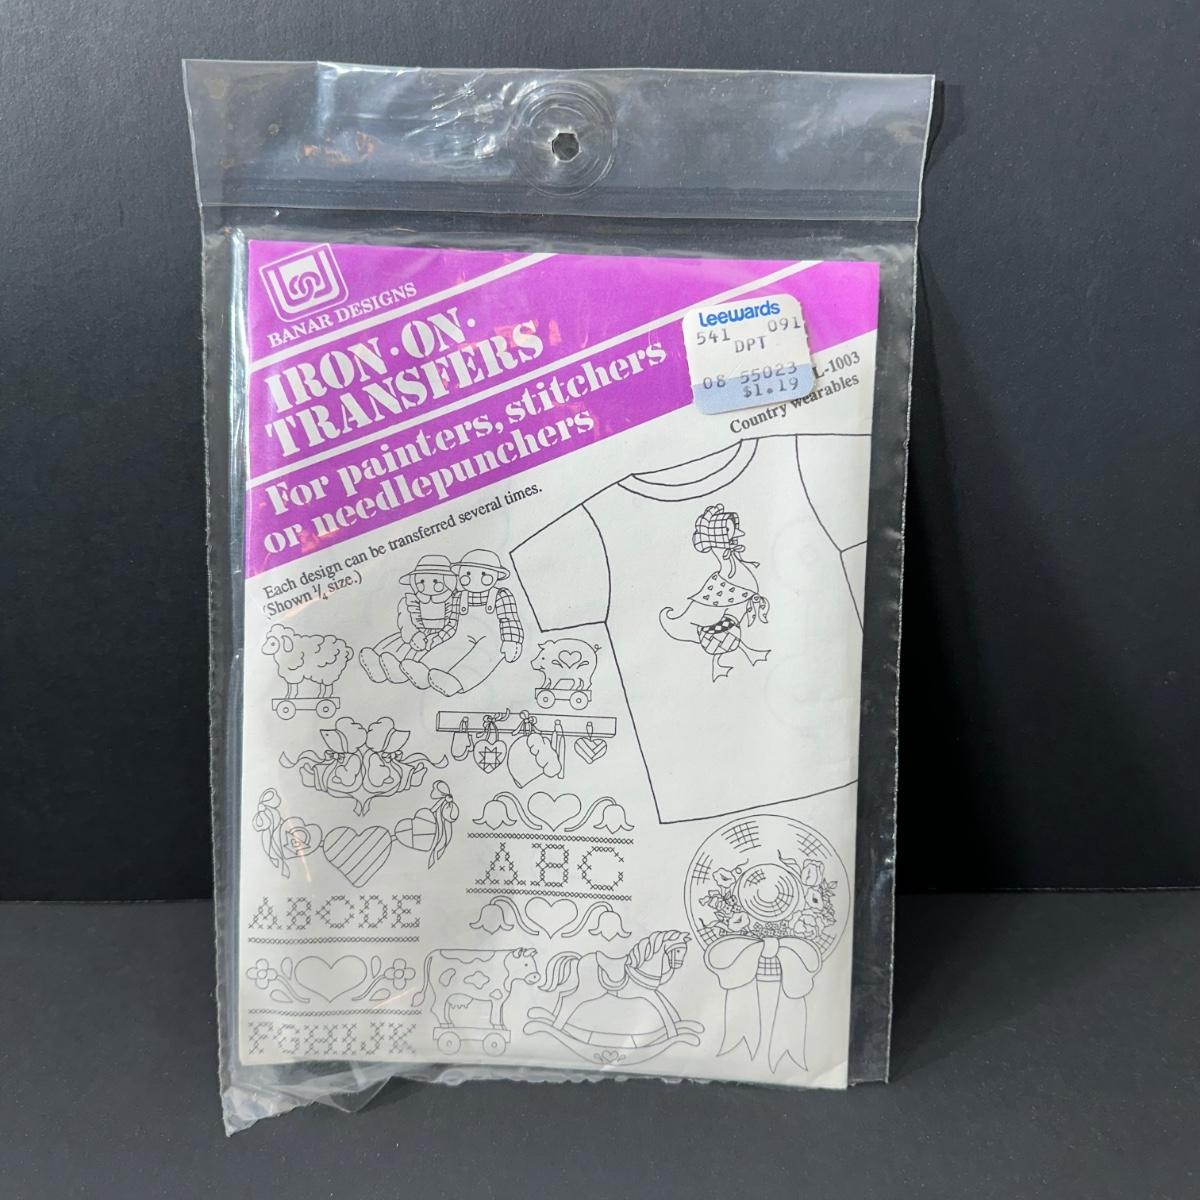 BANAR DESIGNS
IRON·ON·
TRANSFERS
For painters, stitchers
or needlepunchers
Leewards
541 091
DPT
08 55023
$1.19
L-1003
Country wearables
Each design can be transferred several times.
(Shown ¼ size.)
ABC
ABCDE
FGHIJK